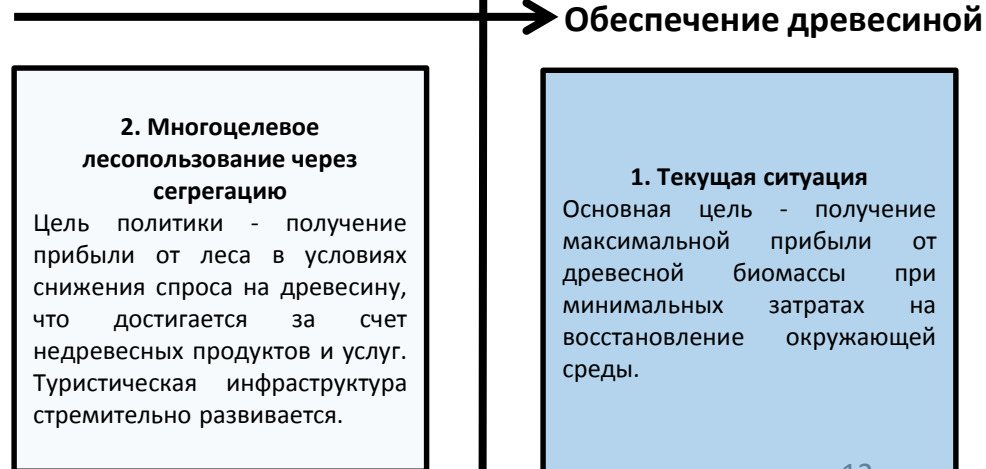 Обеспечение древесиной
2. Многоцелевое
лесопользование через
сегрегацию
Цель политики - получение
прибыли от леса в условиях
снижения спроса на древесину,
что достигается за счет
недревесных продуктов и услуг.
Туристическая инфраструктура
стремительно развивается.
1. Текущая ситуация
Основная цель - получение
максимальной прибыли от
древесной биомассы при
минимальных затратах на
восстановление окружающей
среды.